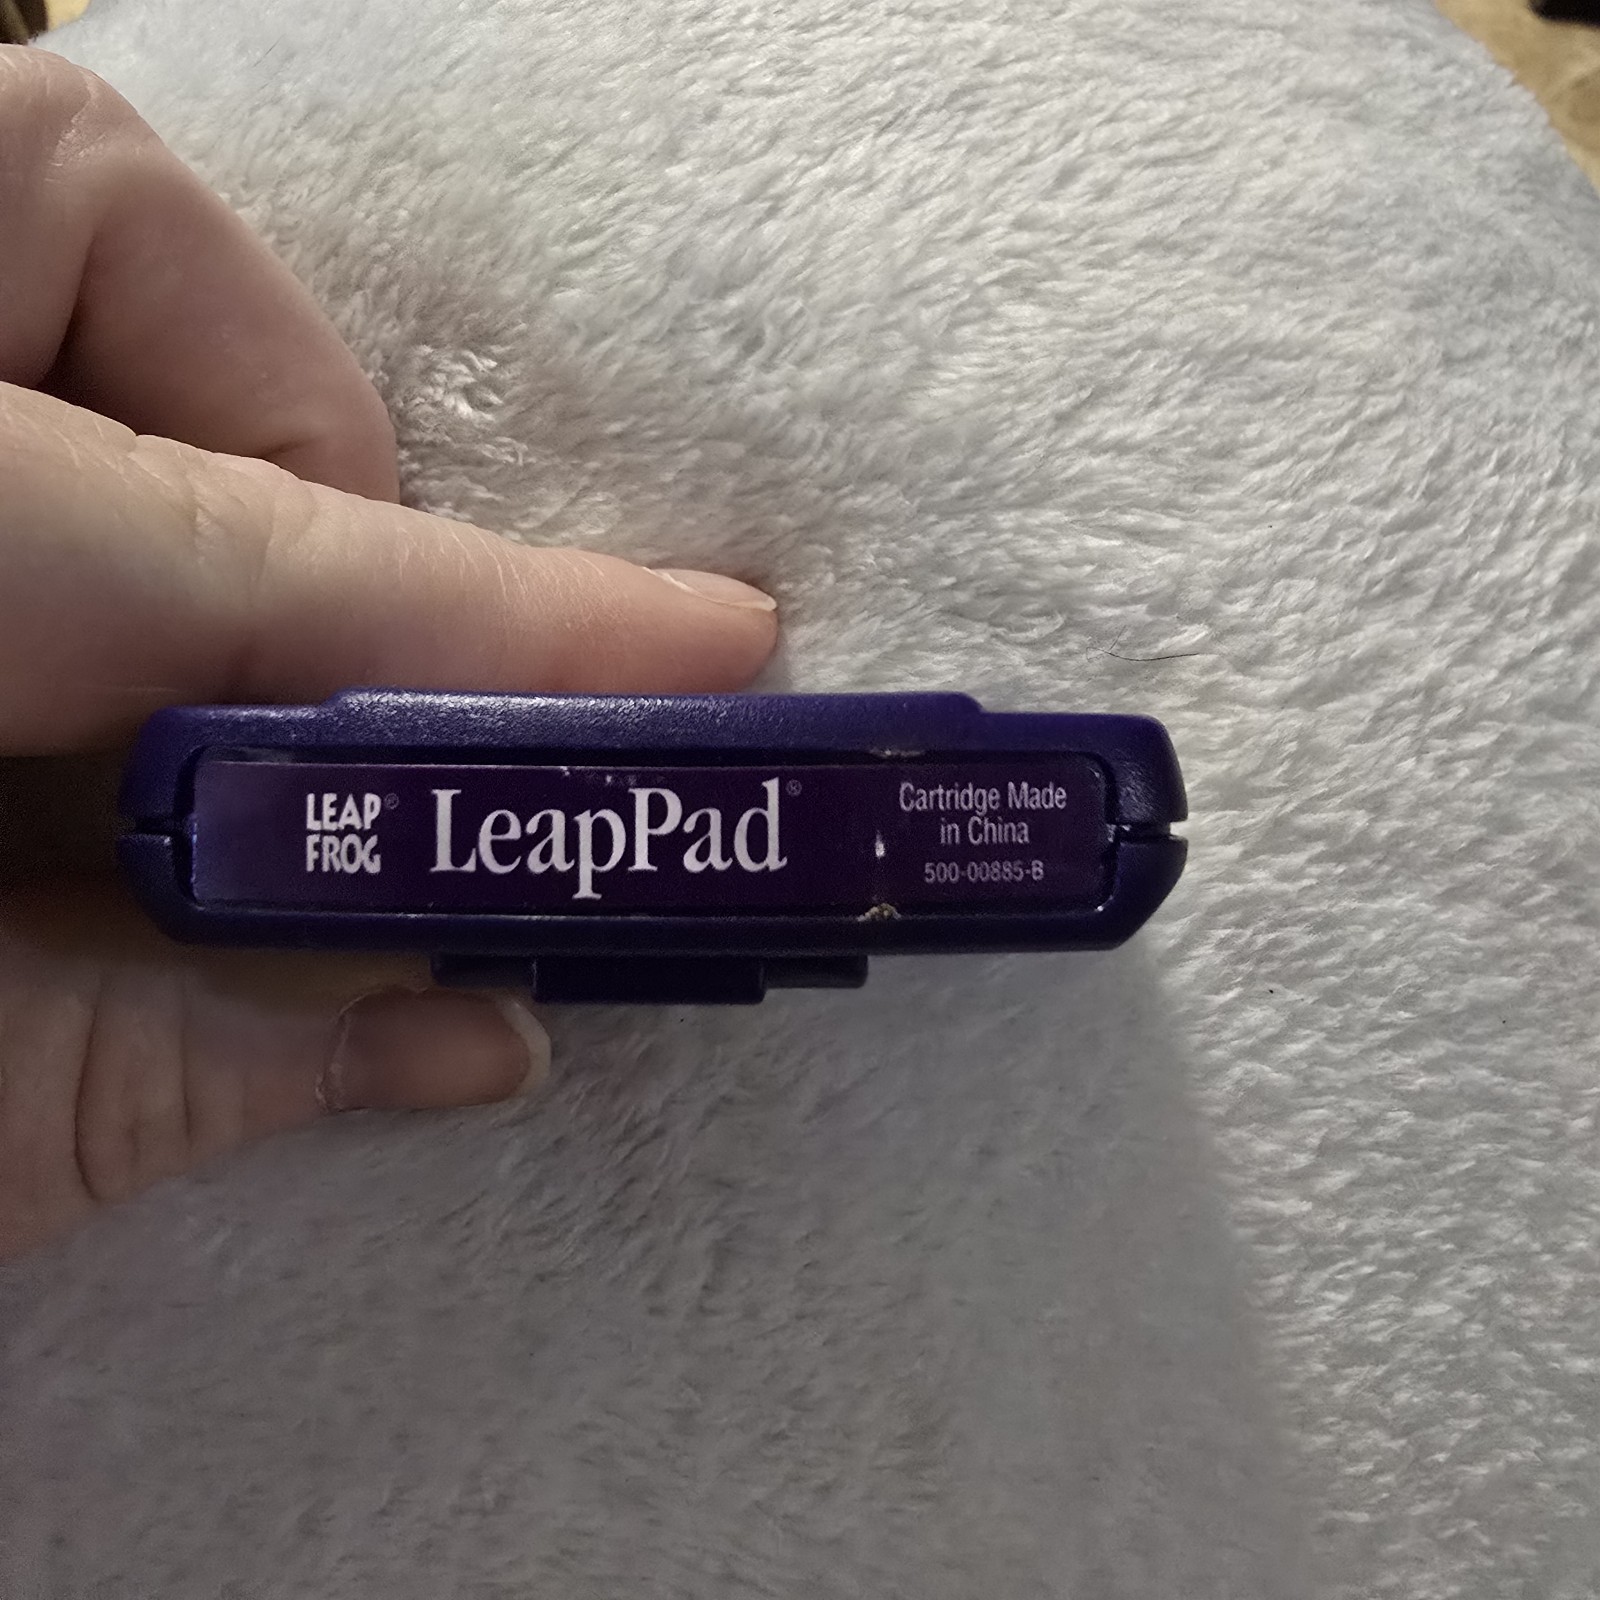 LEAP®
FROG
LeapPad®
Cartridge Made
in China
500-00885-B